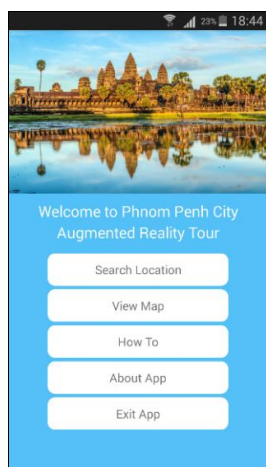 23% 18:44
Welcome to Phnom Penh City
Augmented Reality Tour
Search Location
View Map
How To
About App
Exit App